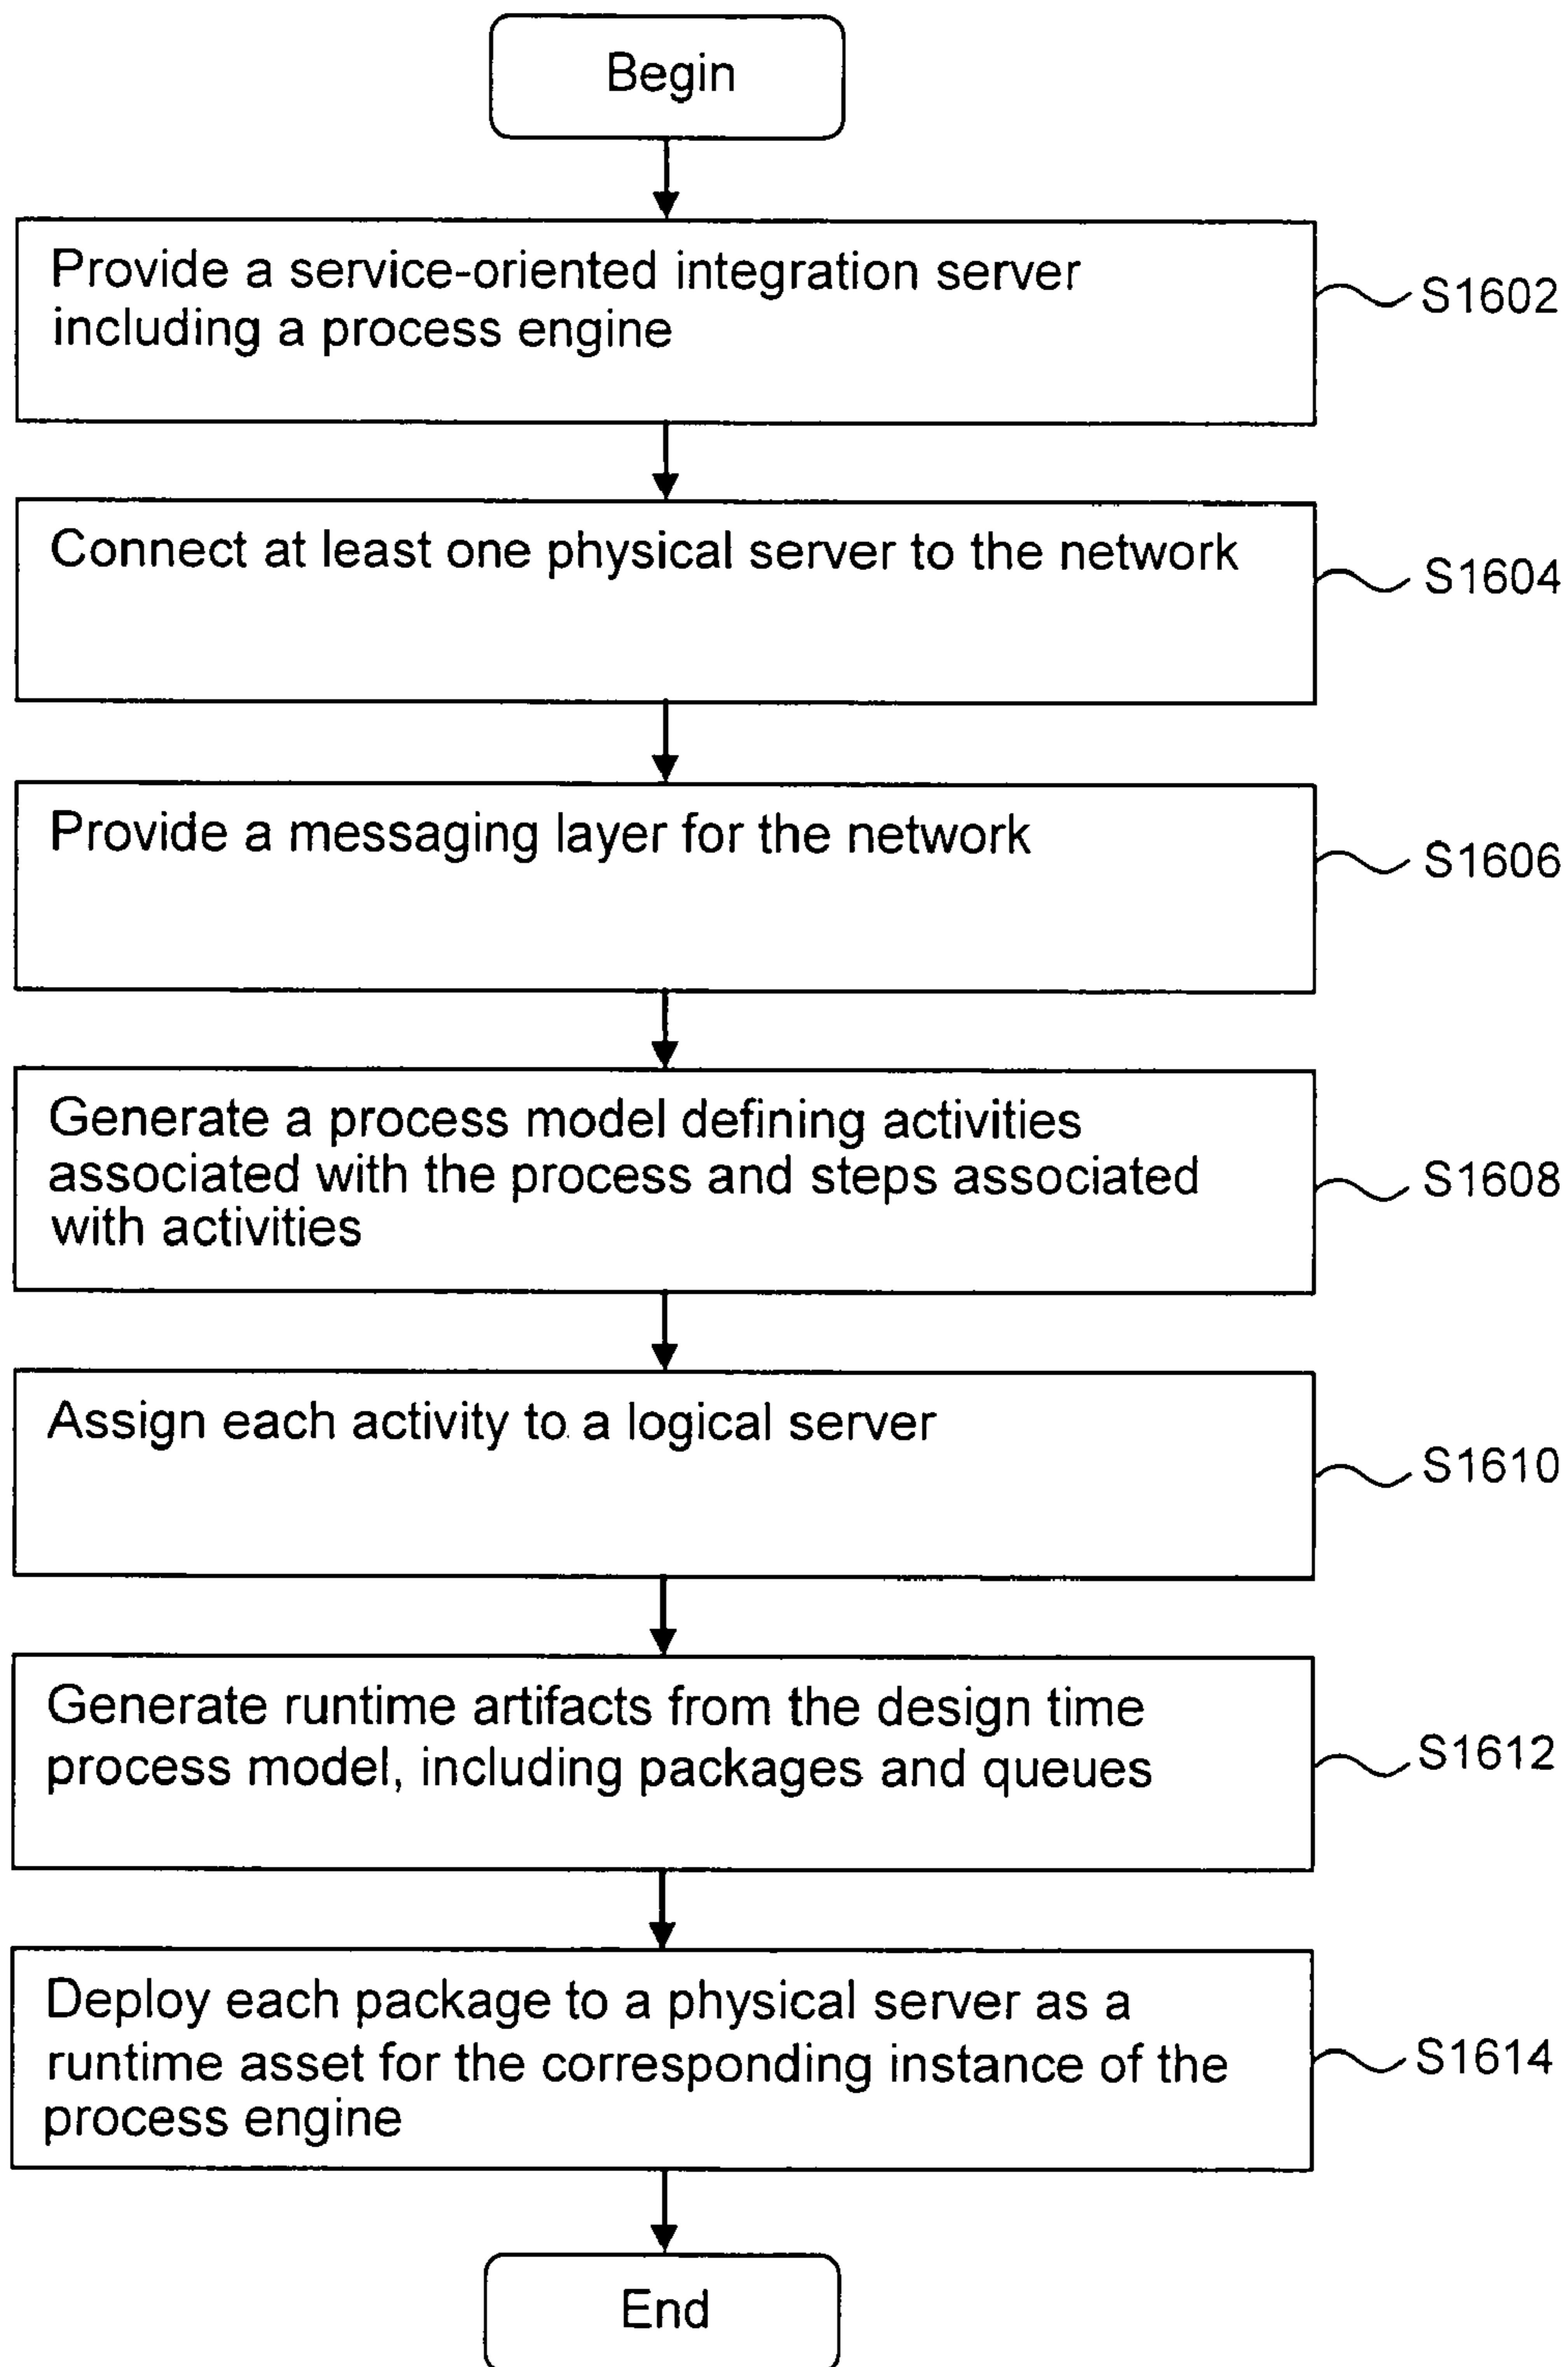 Begin
Provide a service-oriented integration server
including a process engine
S1602
Connect at least one physical server to the network
S1604
Provide a messaging layer for the network
S1606
Generate a process model defining activities
associated with the process and steps associated
with activities
S1608
Assign each activity to a logical server
S1610
Generate runtime artifacts from the design time
process model, including packages and queues
S1612
Deploy each package to a physical server as a
runtime asset for the corresponding instance of the
process engine
S1614
End